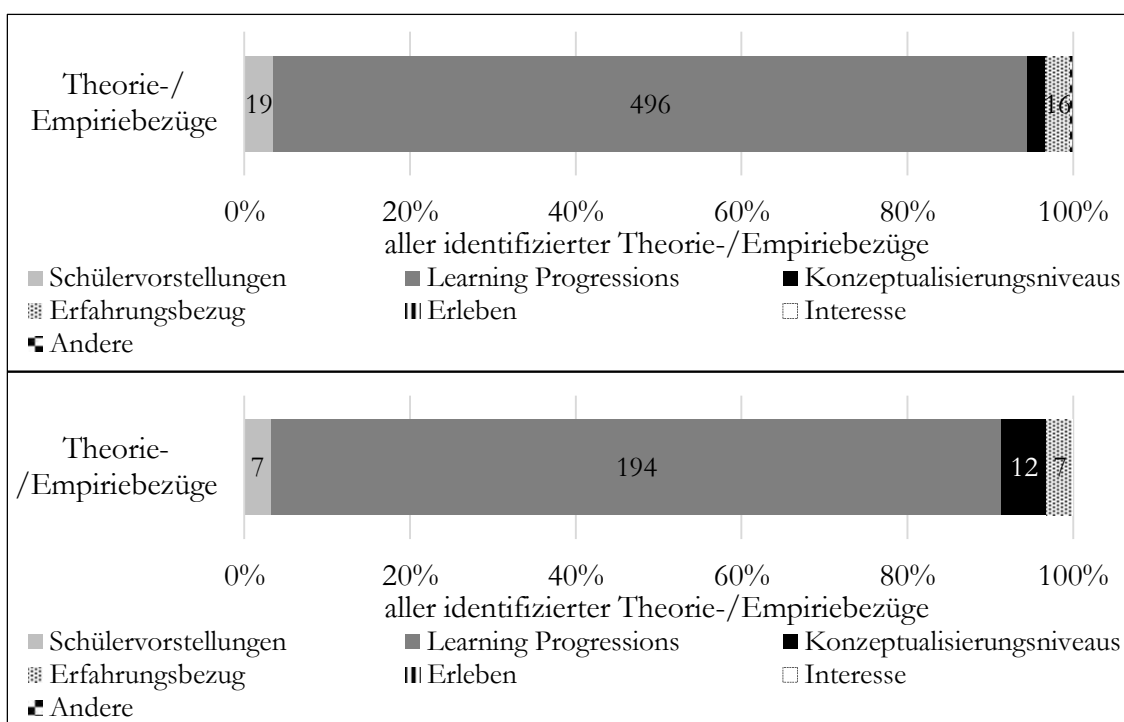 Theorie-/
Empiriebezüge
19 496 16
0% 20% 40% 60% 80% 100%
aller identifizierter Theorie-/Empiriebezüge
Schülervorstellungen Learning Progressions Konzeptualisierungsniveaus
Erfahrungsbezug Erleben Interesse
Andere
Theorie-
/Empiriebezüge
7 194 12 7
0% 20% 40% 60% 80% 100%
aller identifizierter Theorie-/Empiriebezüge
Schülervorstellungen Learning Progressions Konzeptualisierungsniveaus
Erfahrungsbezug Erleben Interesse
Andere